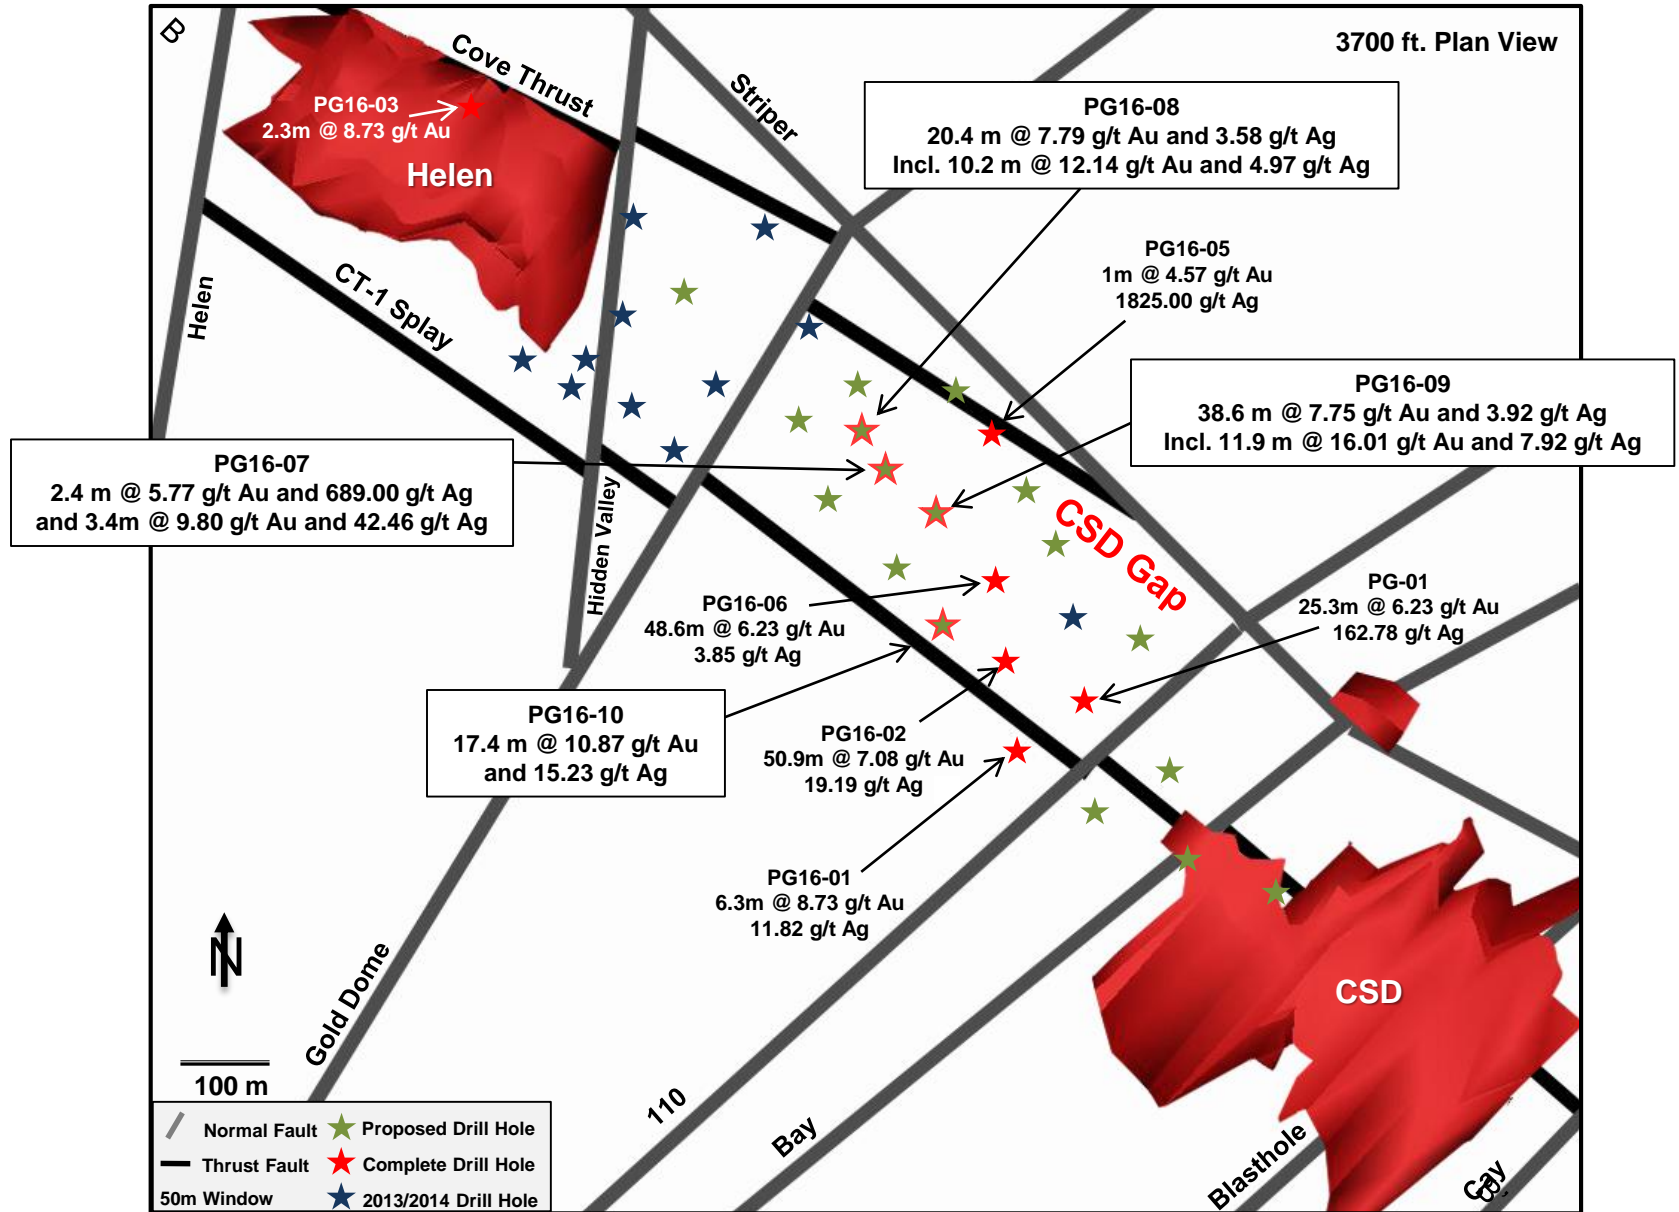 B
3700 ft. Plan View
Cove Thrust
Striper
PG16-03
2.3m @ 8.73 g/t Au
Helen
PG16-08
20.4 m @ 7.79 g/t Au and 3.58 g/t Ag
Incl. 10.2 m @ 12.14 g/t Au and 4.97 g/t Ag
PG16-05
1m @ 4.57 g/t Au
1825.00 g/t Ag
Helen
CT-1 Splay
PG16-09
38.6 m @ 7.75 g/t Au and 3.92 g/t Ag
Incl. 11.9 m @ 16.01 g/t Au and 7.92 g/t Ag
PG16-07
2.4 m @ 5.77 g/t Au and 689.00 g/t Ag
and 3.4m @ 9.80 g/t Au and 42.46 g/t Ag
Hidden Valley
CSD Gap
PG16-06
48.6m @ 6.23 g/t Au
3.85 g/t Ag
PG-01
25.3m @ 6.23 g/t Au
162.78 g/t Ag
PG16-10
17.4 m @ 10.87 g/t Au
and 15.23 g/t Ag
PG16-02
50.9m @ 7.08 g/t Au
19.19 g/t Ag
PG16-01
6.3m @ 8.73 g/t Au
11.82 g/t Ag
N
Gold Dome
CSD
100 m
110
Bay
Blasthole
Cay
Normal Fault
Proposed Drill Hole
Thrust Fault
Complete Drill Hole
50m Window
2013/2014 Drill Hole